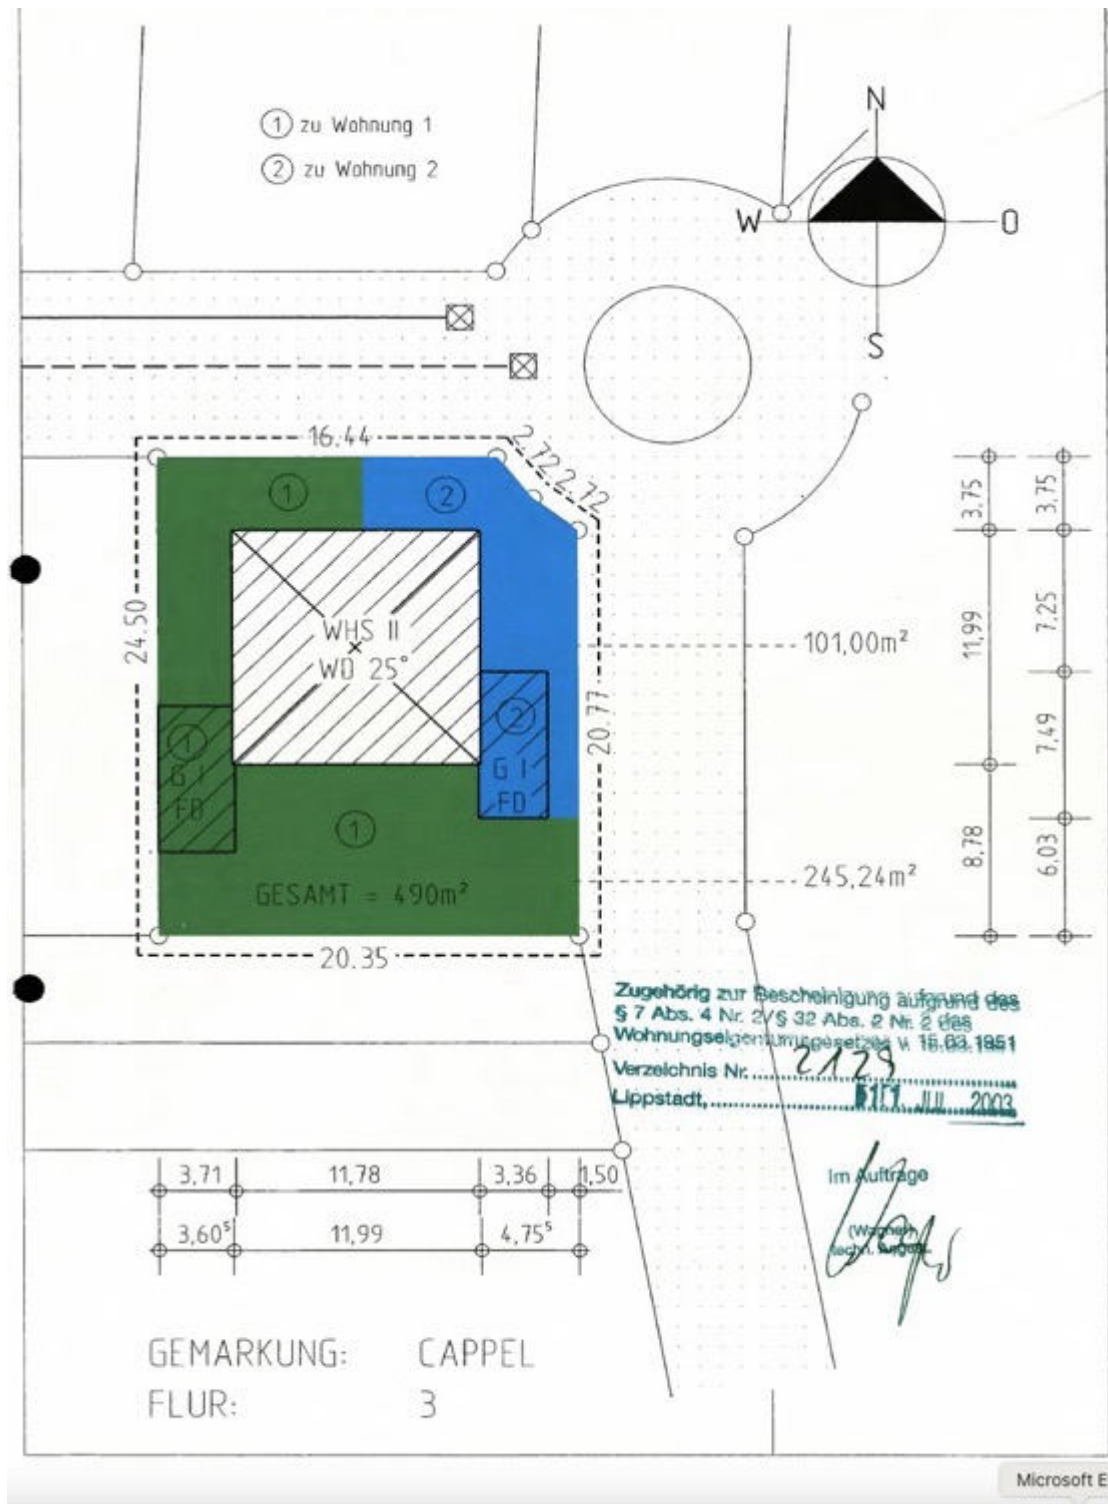 N
① zu Wohnung 1
② zu Wohnung 2
W
O
S
16.44
2.72
2.72
①
②
3,75
3,75
24.50
WHS II
WD 25°
101,00m²
11,99
7,25
①
G I
FD
②
G I
FD
20.77
7,49
①
8,78
6,03
GESAMT = 490m²
245,24m²
20.35
Zugehörig zur Bescheinigung aufgrund des
§ 7 Abs. 4 Nr. 2/§ 32 Abs. 2 Nr. 2 des
Wohnungseigentumsgesetzes v. 15.03.1951
Verzeichnis Nr. 2129
Lippstadt, JULI 2003
3,71
11,78
3,36
1,50
Im Auftrage
3,60⁵
11,99
4,75⁵
(Wagner)
techn. Angest.
GEMARKUNG: CAPPEL
FLUR: 3
Microsoft E